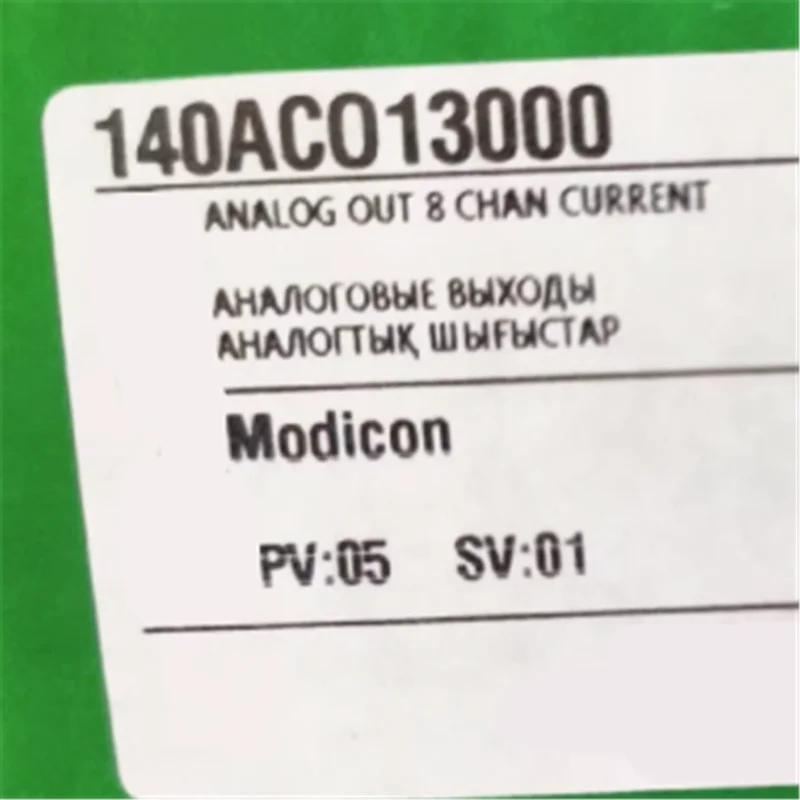 140ACO13000
ANALOG OUT 8 CHAN CURRENT
АНАЛОГОВЫЕ ВЫХОДЫ
АНАЛОГТЫҚ ШЫҒЫСТАР
Modicon
PV:05 SV:01